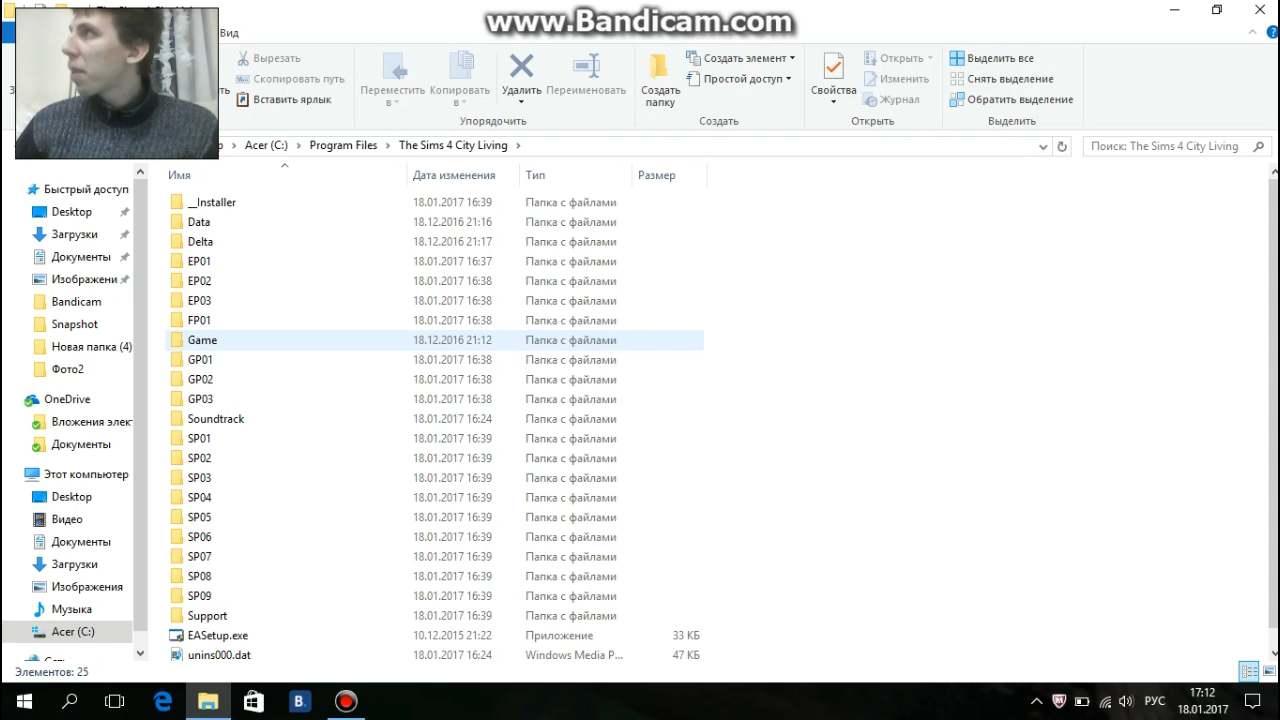 www.Bandicam.com
Вид
Вырезать
Скопировать путь
Вставить ярлык
Переместить в
Копировать в
Удалить
Переименовать
Упорядочить
Создать папку
Создать элемент
Простой доступ
Создать
Свойства
Открыть
Изменить
Журнал
Открыть
Выделить все
Снять выделение
Обратить выделение
Выделить
Acer (C:) > Program Files > The Sims 4 City Living >
Поиск: The Sims 4 City Living
Имя Дата изменения Тип Размер
__Installer 18.01.2017 16:39 Папка с файлами
Data 18.12.2016 21:16 Папка с файлами
Delta 18.12.2016 21:17 Папка с файлами
EP01 18.01.2017 16:37 Папка с файлами
EP02 18.01.2017 16:38 Папка с файлами
EP03 18.01.2017 16:38 Папка с файлами
FP01 18.01.2017 16:38 Папка с файлами
Game 18.12.2016 21:12 Папка с файлами
GP01 18.01.2017 16:38 Папка с файлами
GP02 18.01.2017 16:38 Папка с файлами
GP03 18.01.2017 16:38 Папка с файлами
Soundtrack 18.01.2017 16:24 Папка с файлами
SP01 18.01.2017 16:39 Папка с файлами
SP02 18.01.2017 16:39 Папка с файлами
SP03 18.01.2017 16:39 Папка с файлами
SP04 18.01.2017 16:39 Папка с файлами
SP05 18.01.2017 16:39 Папка с файлами
SP06 18.01.2017 16:39 Папка с файлами
SP07 18.01.2017 16:39 Папка с файлами
SP08 18.01.2017 16:39 Папка с файлами
SP09 18.01.2017 16:39 Папка с файлами
Support 18.01.2017 16:39 Папка с файлами
EASetup.exe 10.12.2015 21:22 Приложение 33 КБ
unins000.dat 18.01.2017 16:24 Windows Media P... 47 КБ
Быстрый доступ
Desktop
Загрузки
Документы
Изображени
Bandicam
Snapshot
Новая папка (4)
Фото2
OneDrive
Вложения элект
Документы
Этот компьютер
Desktop
Видео
Документы
Загрузки
Изображения
Музыка
Acer (C:)
Элементов: 25
B.
РУС
17:12
18.01.2017